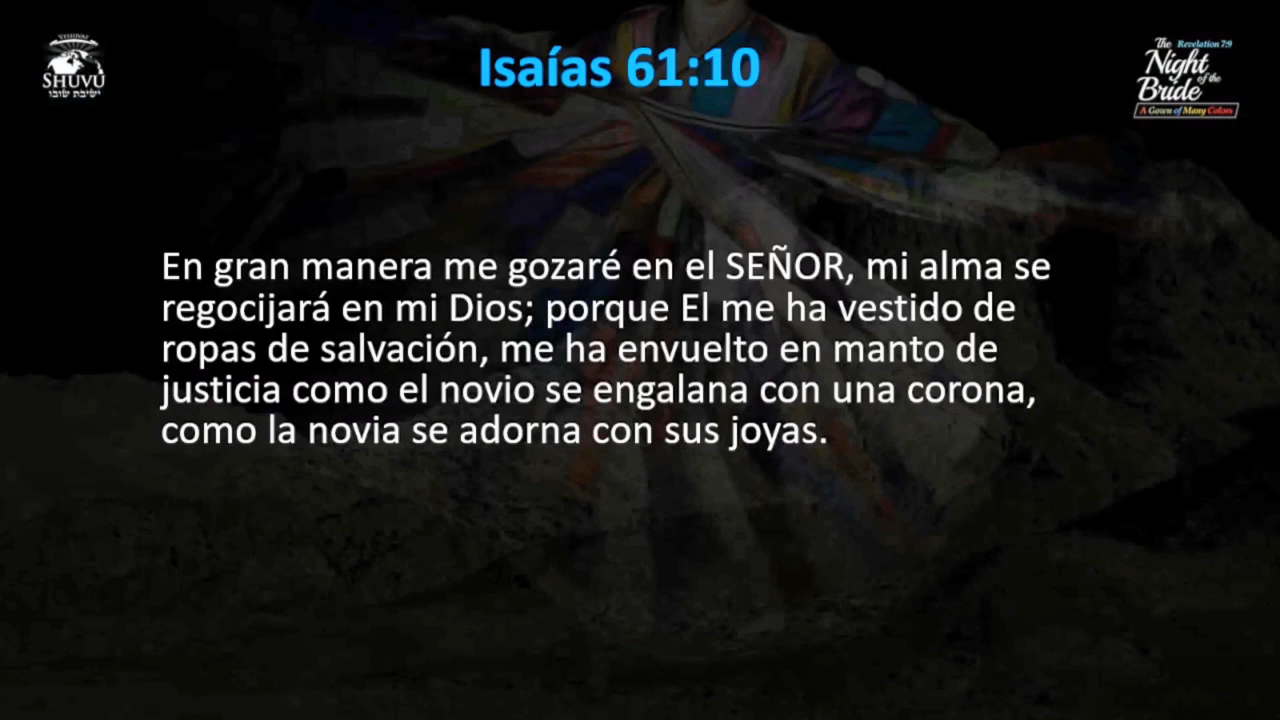 YESHIVAT
SHUVU
ישיבת שובו
Isaías 61:10
The Revelation 7:9
Night
of the
Bride
A Gown of Many Colors
En gran manera me gozaré en el SEÑOR, mi alma se
regocijará en mi Dios; porque El me ha vestido de
ropas de salvación, me ha envuelto en manto de
justicia como el novio se engalana con una corona,
como la novia se adorna con sus joyas.